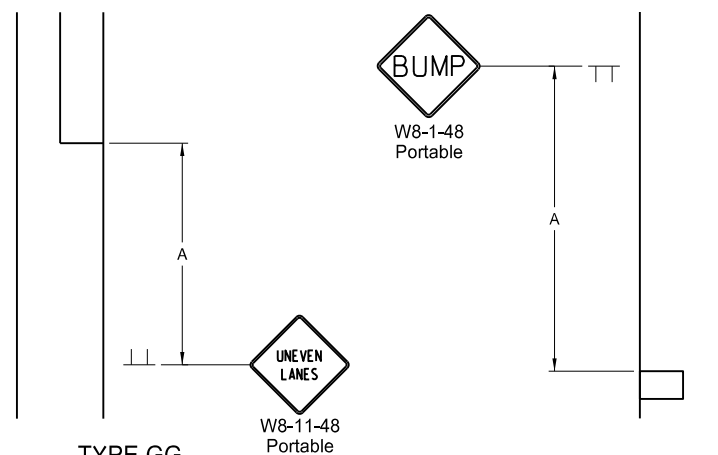 BUMP
W8-1-48
Portable
A
A
UNEVEN
LANES
W8-11-48
Portable
TYPE GG